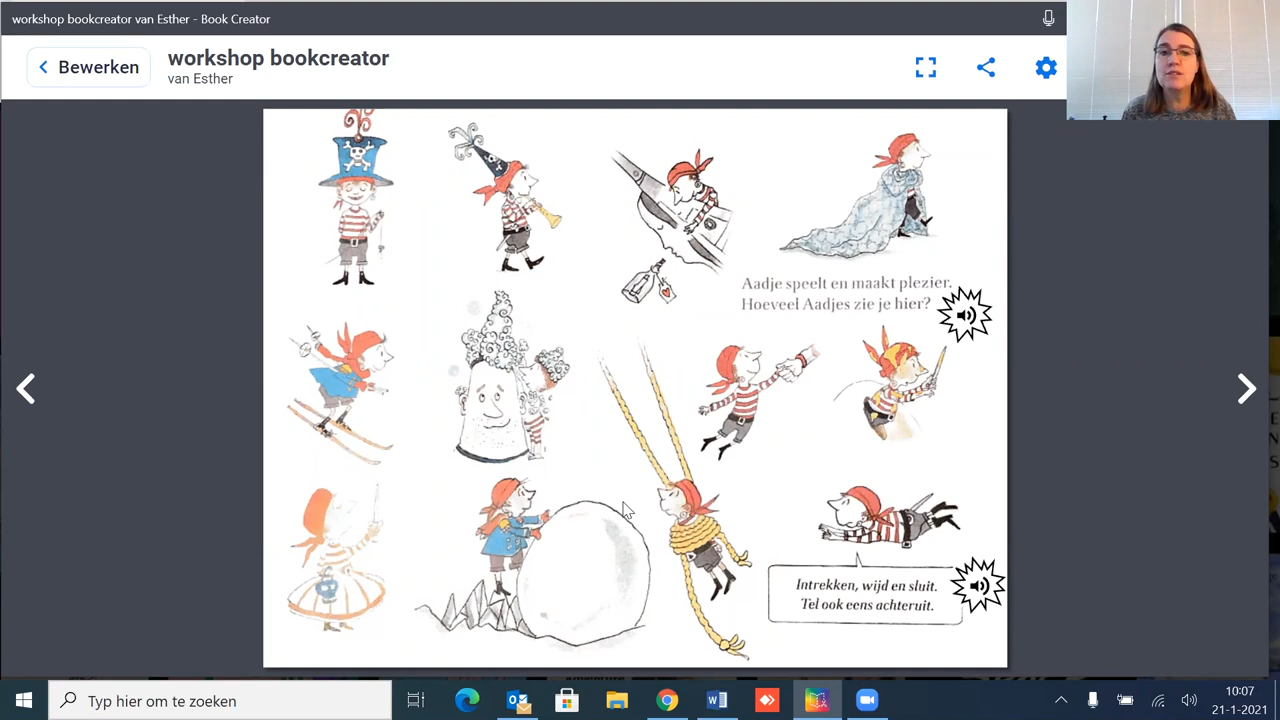 workshop bookcreator van Esther - Book Creator
Bewerken
workshop bookcreator
van Esther
Aadje speelt en maakt plezier.
Hoeveel Aadjes zie je hier?
Intrekken, wijd en sluit.
Tel ook eens achteruit.
Typ hier om te zoeken
10:07
21-1-2021